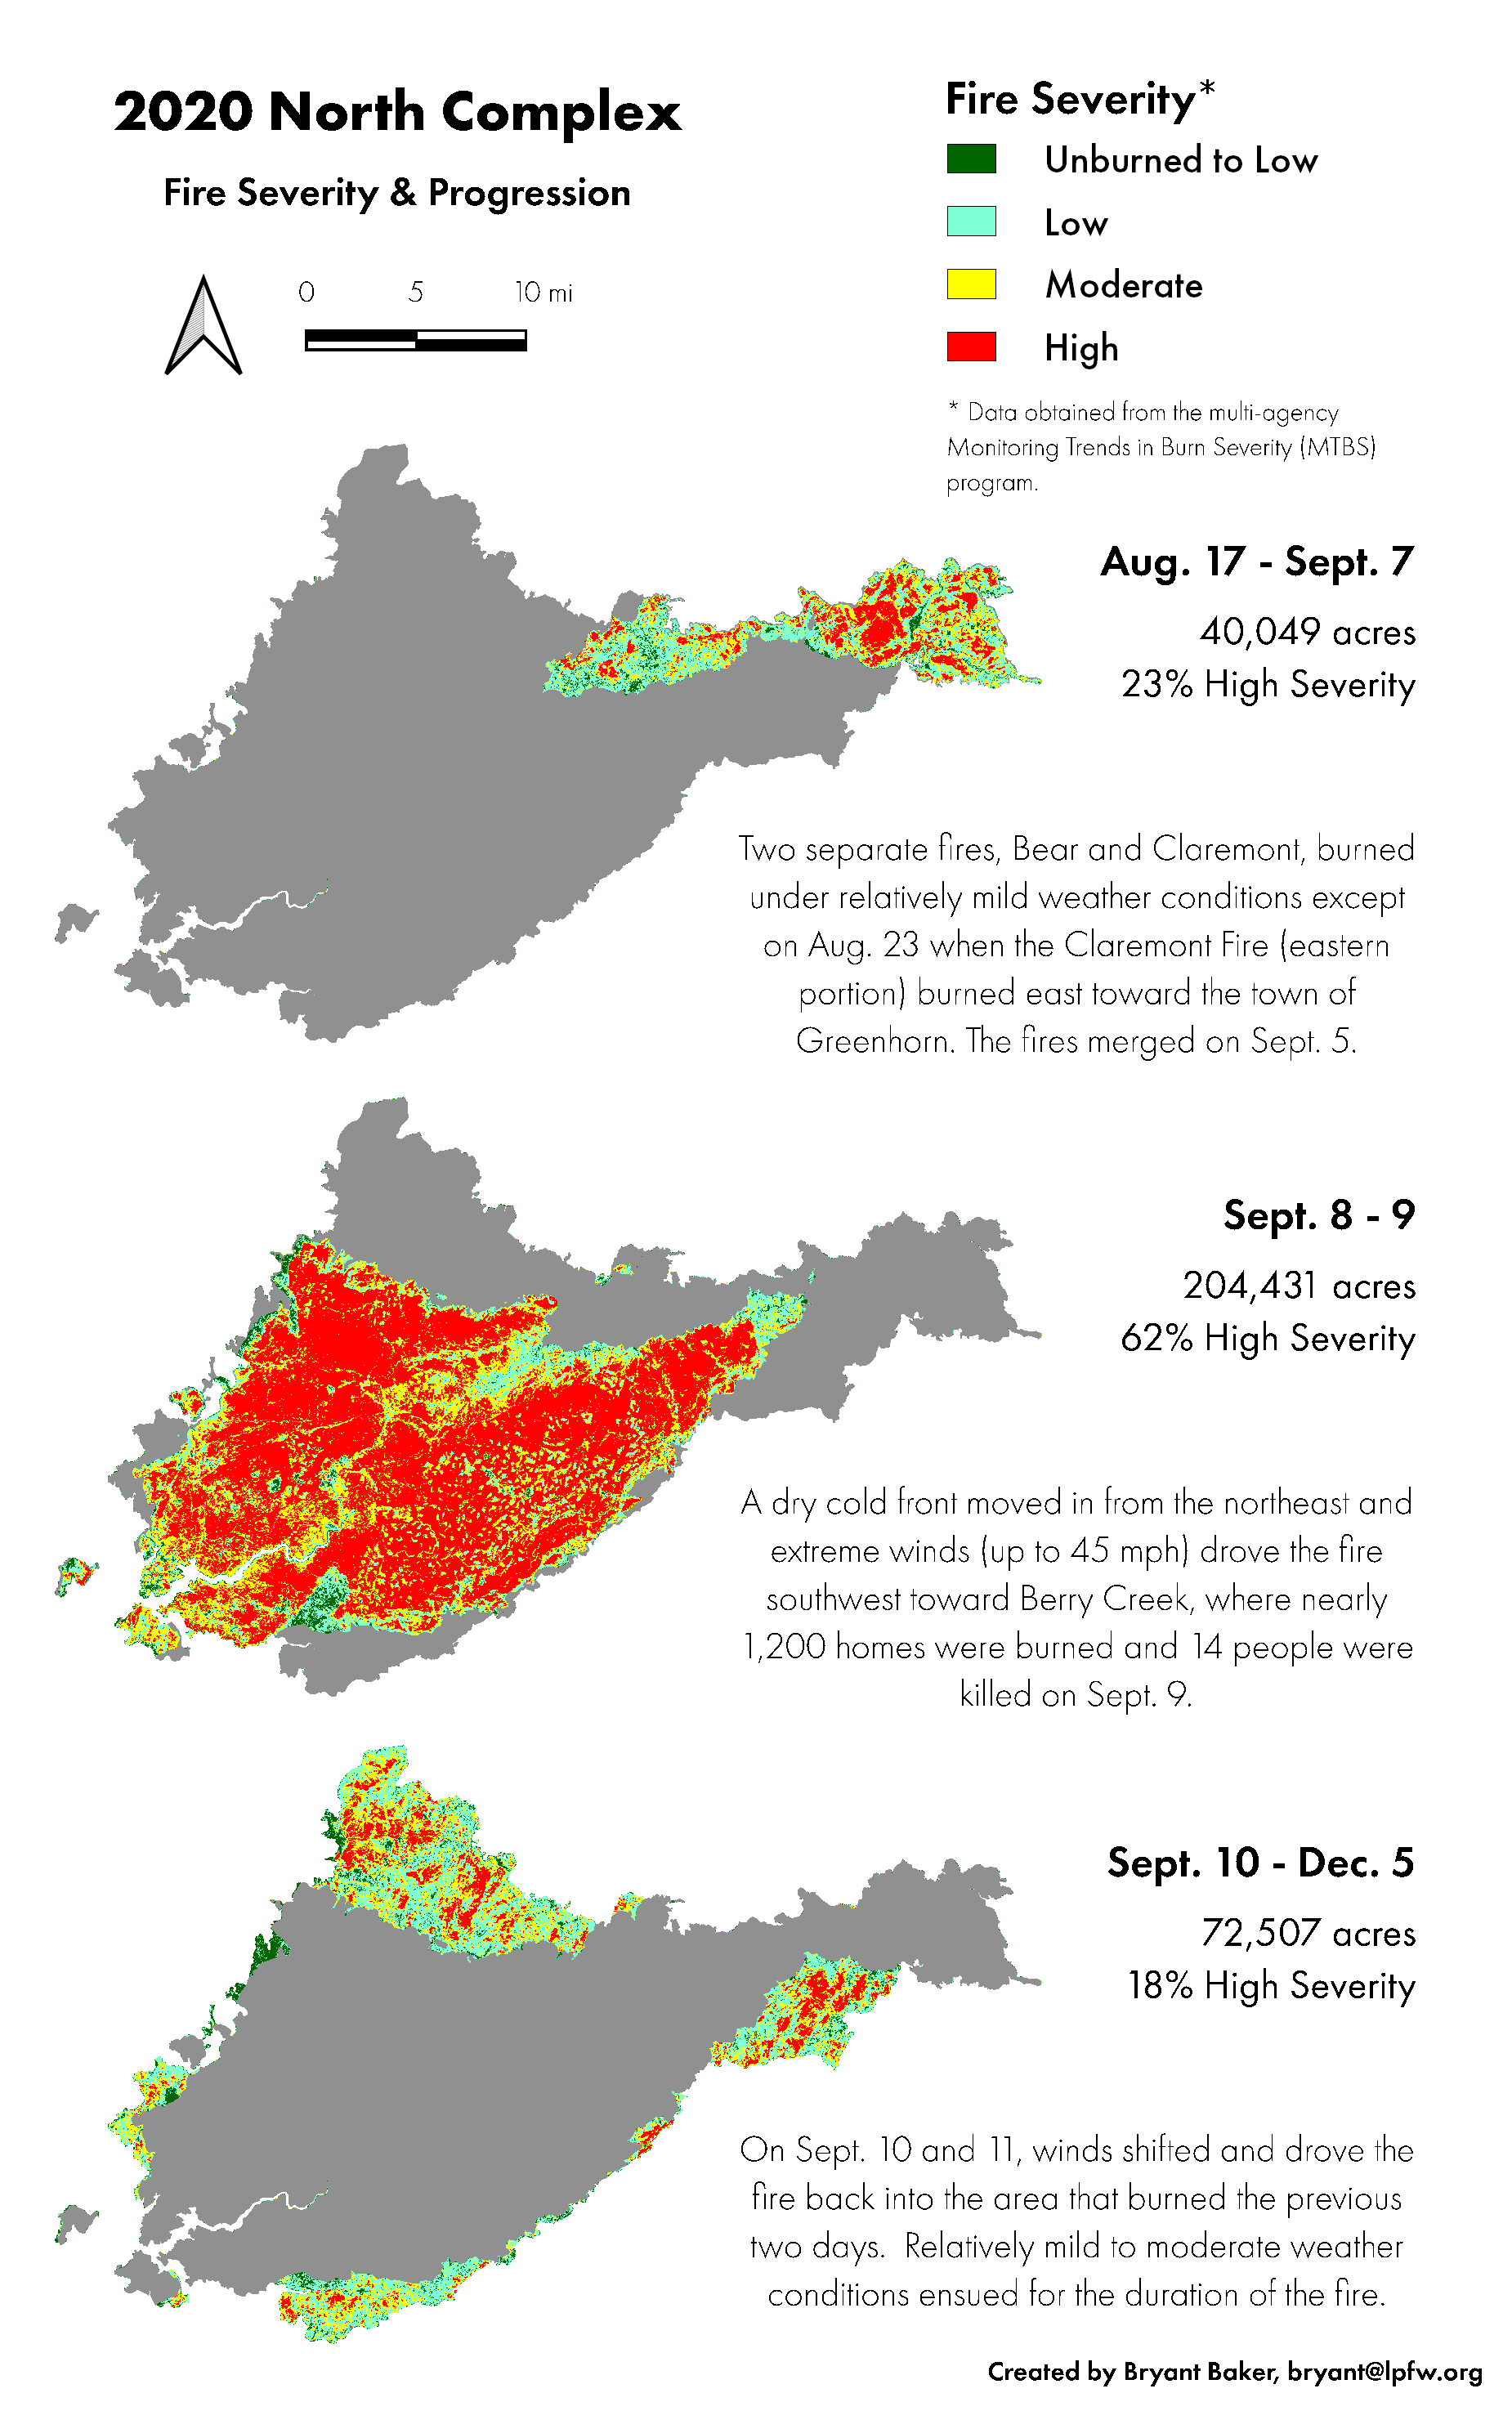 2020 North Complex
Fire Severity & Progression
0 5 10 mi
Fire Severity*
Unburned to Low
Low
Moderate
High
* Data obtained from the multi-agency
Monitoring Trends in Burn Severity (MTBS)
program.
Aug. 17 - Sept. 7
40,049 acres
23% High Severity
Two separate fires, Bear and Claremont, burned
under relatively mild weather conditions except
on Aug. 23 when the Claremont Fire (eastern
portion) burned east toward the town of
Greenhorn. The fires merged on Sept. 5.
Sept. 8 - 9
204,431 acres
62% High Severity
A dry cold front moved in from the northeast and
extreme winds (up to 45 mph) drove the fire
southwest toward Berry Creek, where nearly
1,200 homes were burned and 14 people were
killed on Sept. 9.
Sept. 10 - Dec. 5
72,507 acres
18% High Severity
On Sept. 10 and 11, winds shifted and drove the
fire back into the area that burned the previous
two days. Relatively mild to moderate weather
conditions ensued for the duration of the fire.
Created by Bryant Baker, bryant@lpfw.org